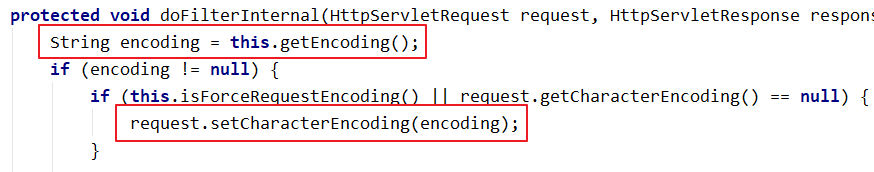 protected void doFilterInternal(HttpServletRequest request, HttpServletResponse respons
String encoding = this.getEncoding();
if (encoding != null) {
if (this.isForceRequestEncoding() || request.getCharacterEncoding() == null) {
request.setCharacterEncoding(encoding);
}